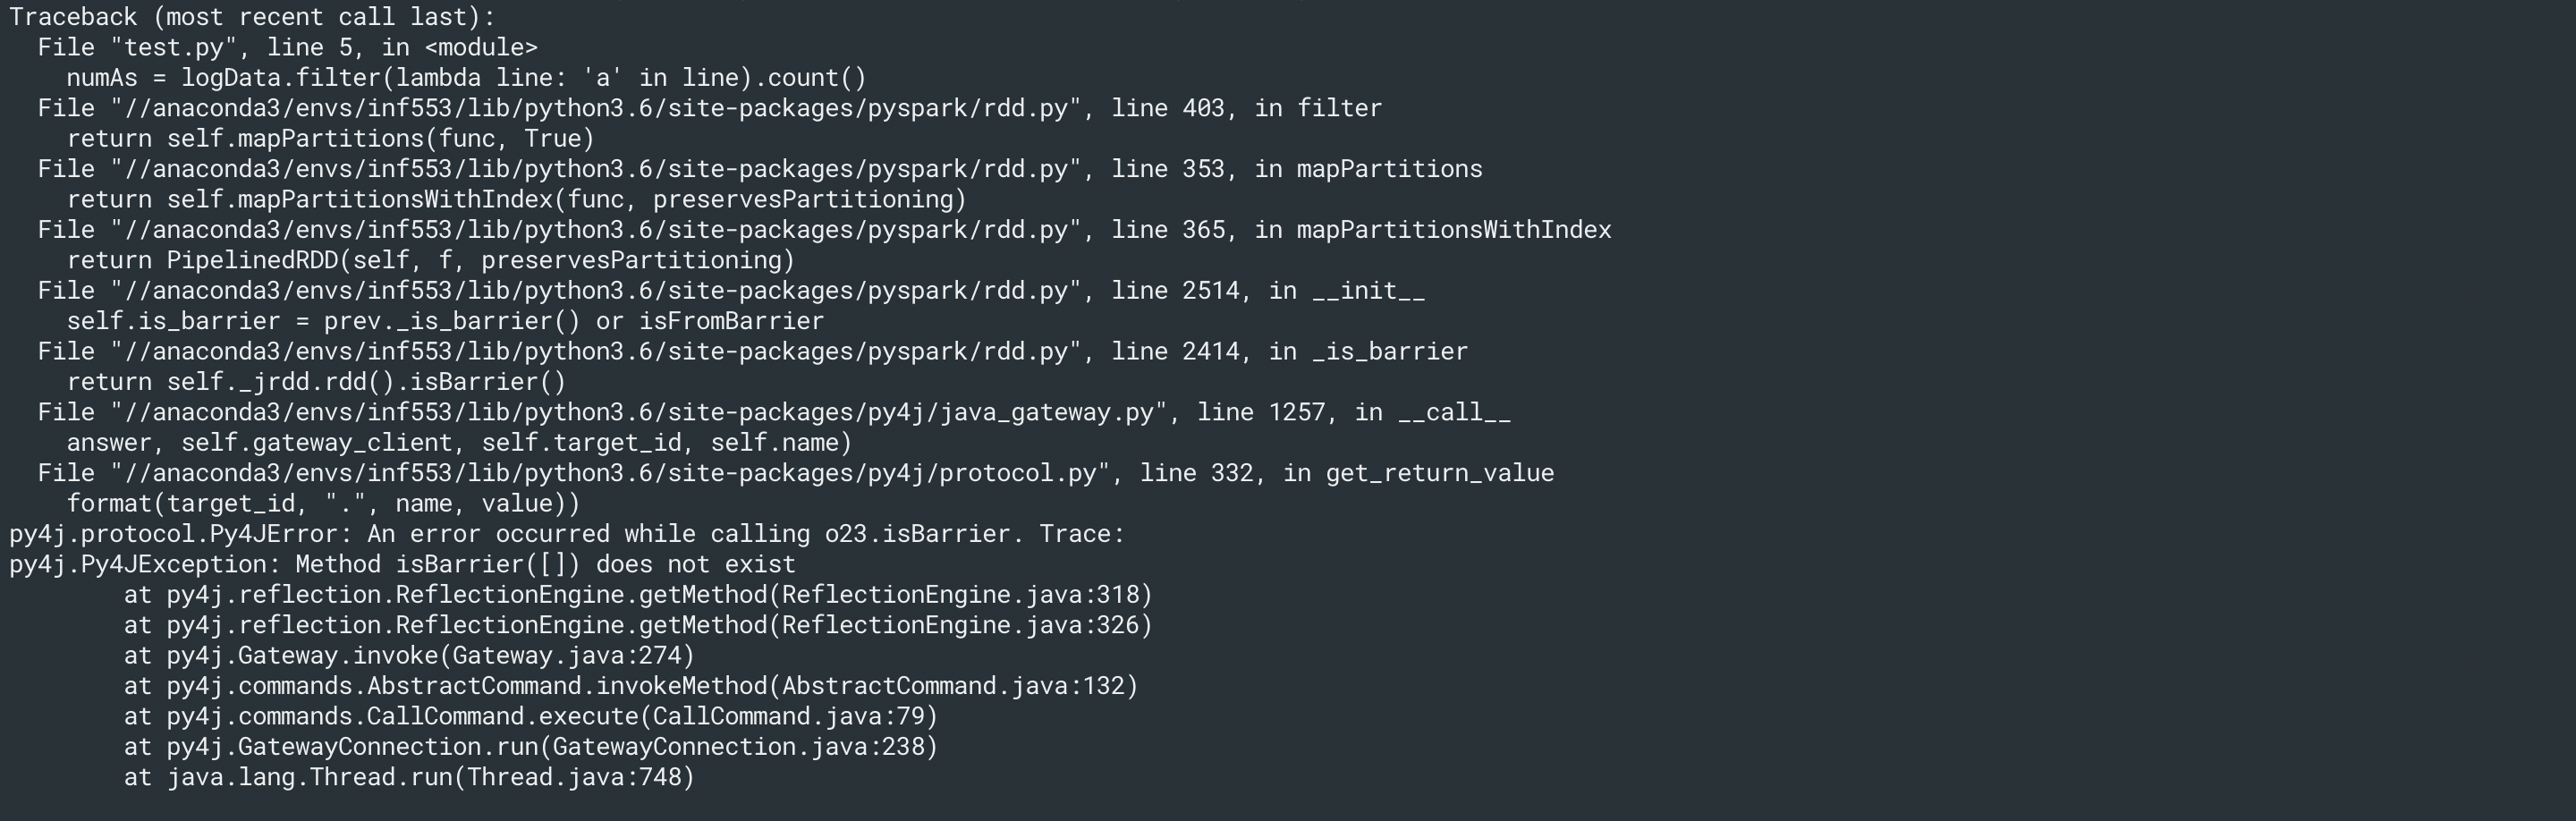 Traceback (most recent call last):
  File "test.py", line 5, in <module>
    numAs = logData.filter(lambda line: 'a' in line).count()
  File "//anaconda3/envs/inf553/lib/python3.6/site-packages/pyspark/rdd.py", line 403, in filter
    return self.mapPartitions(func, True)
  File "//anaconda3/envs/inf553/lib/python3.6/site-packages/pyspark/rdd.py", line 353, in mapPartitions
    return self.mapPartitionsWithIndex(func, preservesPartitioning)
  File "//anaconda3/envs/inf553/lib/python3.6/site-packages/pyspark/rdd.py", line 365, in mapPartitionsWithIndex
    return PipelinedRDD(self, f, preservesPartitioning)
  File "//anaconda3/envs/inf553/lib/python3.6/site-packages/pyspark/rdd.py", line 2514, in __init__
    self.is_barrier = prev._is_barrier() or isFromBarrier
  File "//anaconda3/envs/inf553/lib/python3.6/site-packages/pyspark/rdd.py", line 2414, in _is_barrier
    return self._jrdd.rdd().isBarrier()
  File "//anaconda3/envs/inf553/lib/python3.6/site-packages/py4j/java_gateway.py", line 1257, in __call__
    answer, self.gateway_client, self.target_id, self.name)
  File "//anaconda3/envs/inf553/lib/python3.6/site-packages/py4j/protocol.py", line 332, in get_return_value
    format(target_id, ".", name, value))
py4j.protocol.Py4JError: An error occurred while calling o23.isBarrier. Trace:
py4j.Py4JException: Method isBarrier([]) does not exist
        at py4j.reflection.ReflectionEngine.getMethod(ReflectionEngine.java:318)
        at py4j.reflection.ReflectionEngine.getMethod(ReflectionEngine.java:326)
        at py4j.Gateway.invoke(Gateway.java:274)
        at py4j.commands.AbstractCommand.invokeMethod(AbstractCommand.java:132)
        at py4j.commands.CallCommand.execute(CallCommand.java:79)
        at py4j.GatewayConnection.run(GatewayConnection.java:238)
        at java.lang.Thread.run(Thread.java:748)